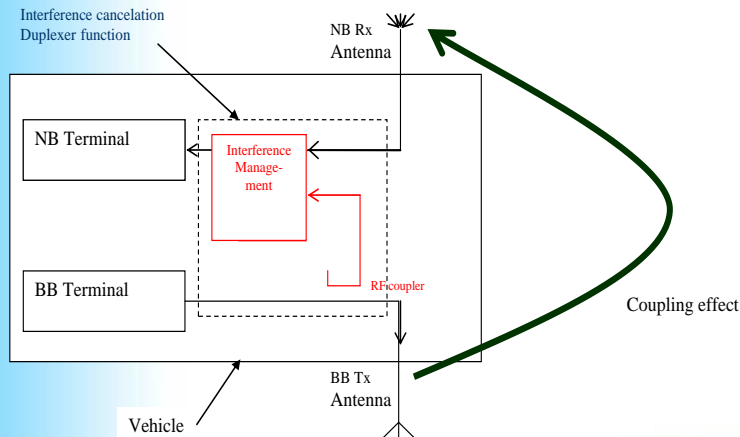 Interference cancelation
Duplexer function
NB Rx
Antenna
NB Terminal
Interference
Manage-
ment
BB Terminal
RF coupler
Coupling effect
BB Tx
Antenna
Vehicle